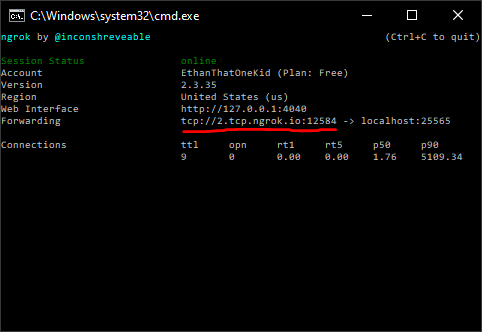 C:\Windows\system32\cmd.exe
ngrok by @inconshreveable (Ctrl+C to quit)
Session Status online
Account EthanThatOneKid (Plan: Free)
Version 2.3.35
Region United States (us)
Web Interface http://127.0.0.1:4040
Forwarding tcp://2.tcp.ngrok.io:12584 -> localhost:25565
Connections ttl opn rt1 rt5 p50 p90
9 0 0.00 0.00 1.76 5109.34